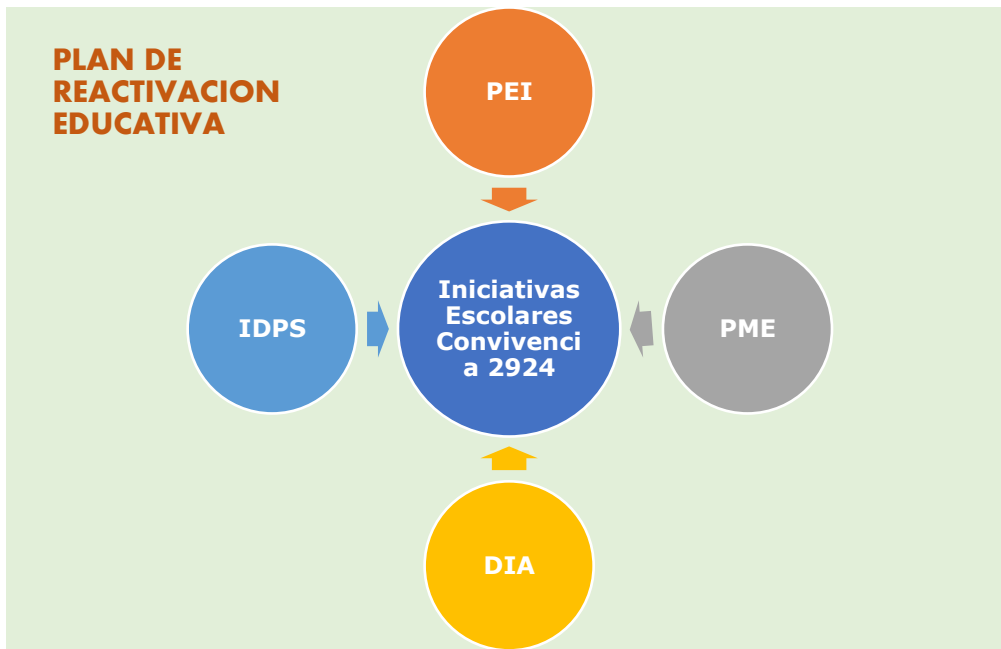 PLAN DE
REACTIVACION
EDUCATIVA
PEI
IDPS
Iniciativas
Escolares
Convivenci
a 2924
PME
DIA